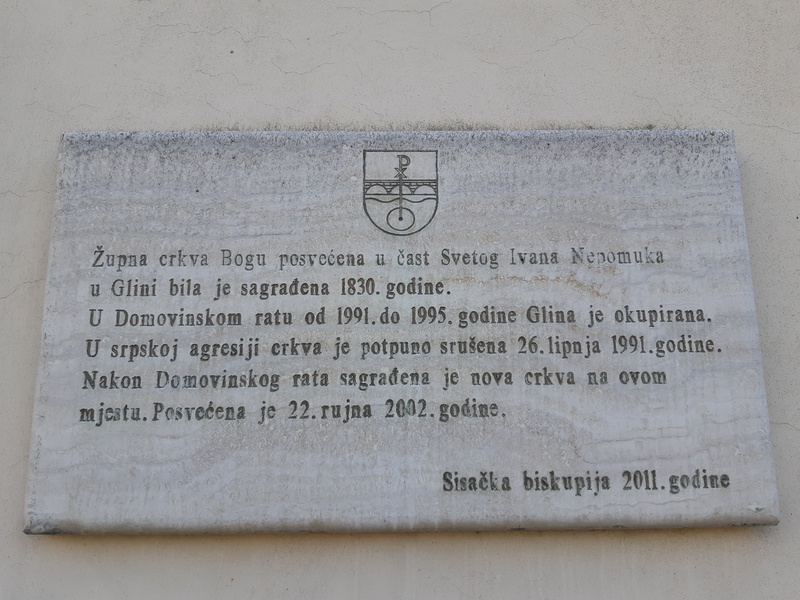 Župna crkva Bogu posvećena u čast Svetog Ivana Nepomuka
u Glini bila je sagrađena 1830. godine.
U Domovinskom ratu od 1991. do 1995. godine Glina je okupirana.
U srpskoj agresiji crkva je potpuno srušena 26. lipnja 1991. godine.
Nakon Domovinskog rata sagrađena je nova crkva na ovom
mjestu. Posvećena je 22. rujna 2002. godine.
Sisačka biskupija 2011. godine